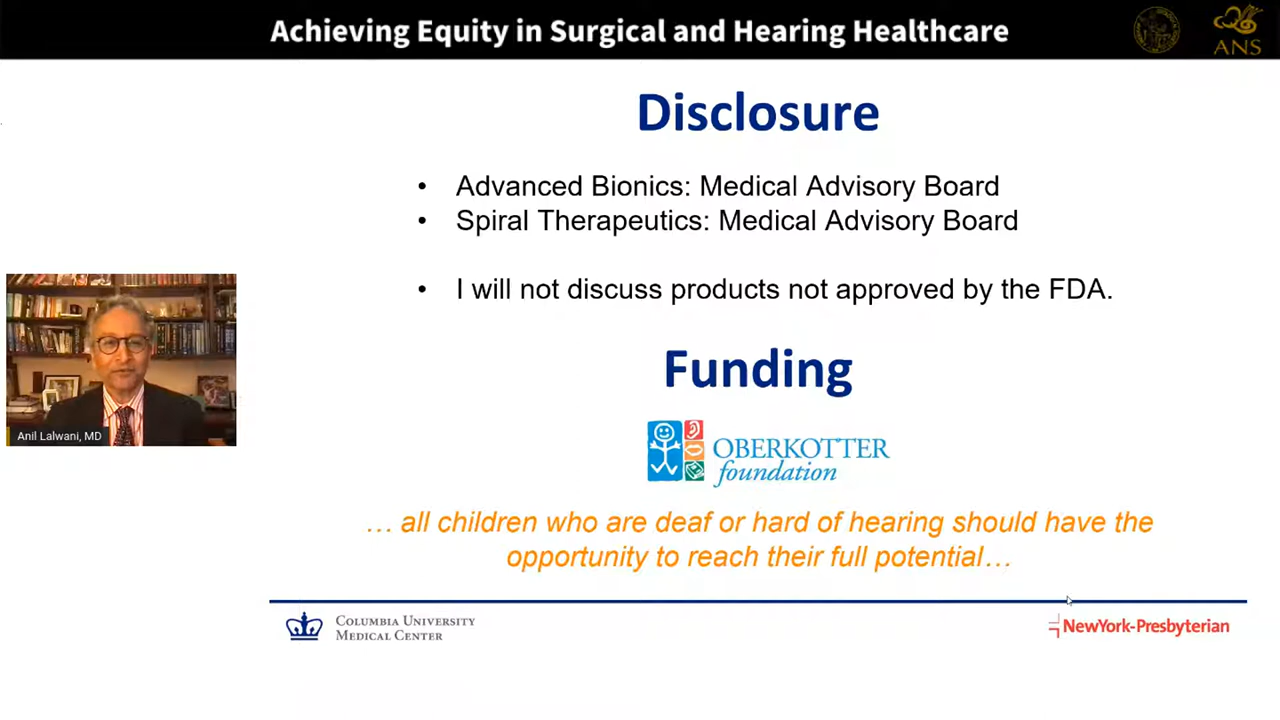 Achieving Equity in Surgical and Hearing Healthcare
ANS
Disclosure
• Advanced Bionics: Medical Advisory Board
• Spiral Therapeutics: Medical Advisory Board
• I will not discuss products not approved by the FDA.
Anil Lalwani, MD
Funding
OBERKOTTER
foundation
… all children who are deaf or hard of hearing should have the
opportunity to reach their full potential…
COLUMBIA UNIVERSITY
MEDICAL CENTER
NewYork-Presbyterian